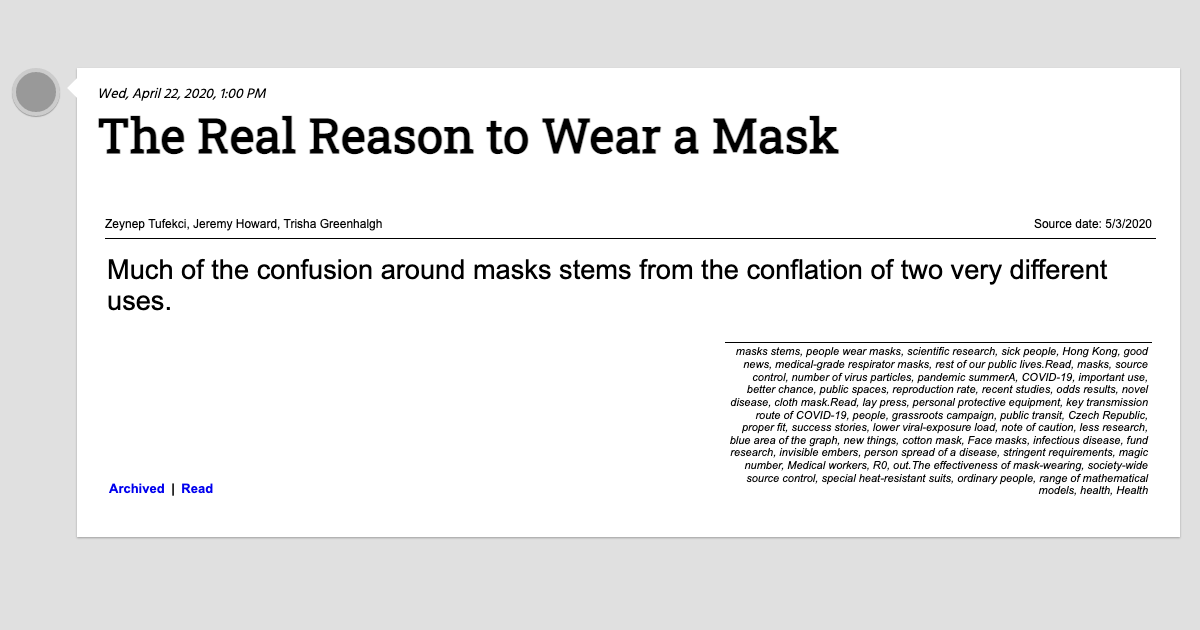 Wed, April 22, 2020, 1:00 PM
The Real Reason to Wear a Mask
Zeynep Tufekci, Jeremy Howard, Trisha Greenhalgh
Source date: 5/3/2020
Much of the confusion around masks stems from the conflation of two very different
uses.
masks stems, people wear masks, scientific research, sick people, Hong Kong, good
news, medical-grade respirator masks, rest of our public lives.Read, masks, source
control, number of virus particles, pandemic summerA, COVID-19, important use,
better chance, public spaces, reproduction rate, recent studies, odds results, novel
disease, cloth mask.Read, lay press, personal protective equipment, key transmission
route of COVID-19, people, grassroots campaign, public transit, Czech Republic,
proper fit, success stories, lower viral-exposure load, note of caution, less research,
blue area of the graph, new things, cotton mask, Face masks, infectious disease, fund
research, invisible embers, person spread of a disease, stringent requirements, magic
number, Medical workers, R0, out.The effectiveness of mask-wearing, society-wide
source control, special heat-resistant suits, ordinary people, range of mathematical
models, health, Health
Archived | Read